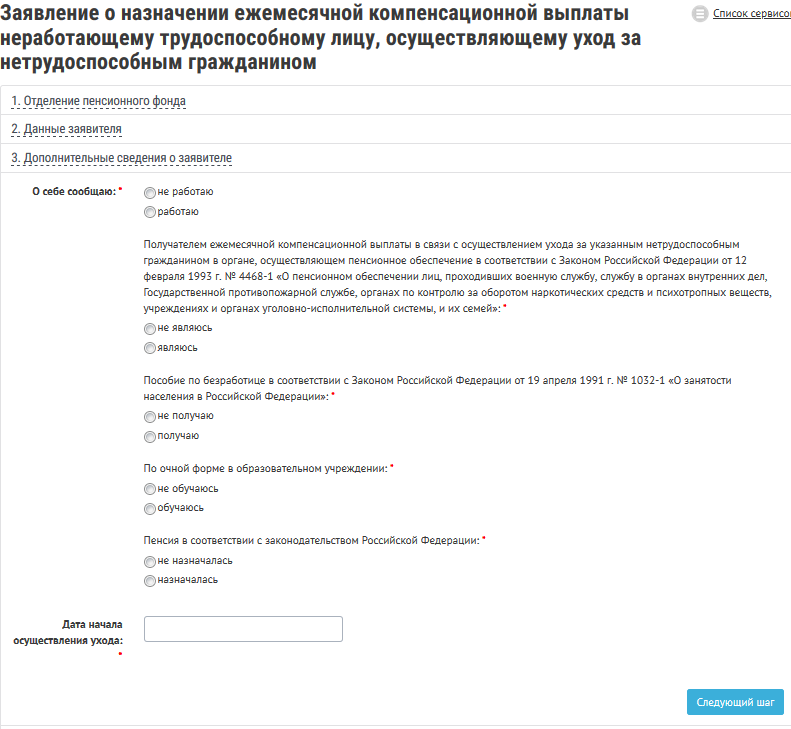 Заявление о назначении ежемесячной компенсационной выплаты
неработающему трудоспособному лицу, осуществляющему уход за
нетрудоспособным гражданином
Список сервисо
1. Отделение пенсионного фонда
2. Данные заявителя
3. Дополнительные сведения о заявителе
О себе сообщаю: *
не работаю
работаю
Получателем ежемесячной компенсационной выплаты в связи с осуществлением ухода за указанным нетрудоспособным
гражданином в органе, осуществляющем пенсионное обеспечение в соответствии с Законом Российской Федерации от 12
февраля 1993 г. № 4468-1 «О пенсионном обеспечении лиц, проходивших военную службу, службу в органах внутренних дел,
Государственной противопожарной службе, органах по контролю за оборотом наркотических средств и психотропных веществ,
учреждениях и органах уголовно-исполнительной системы, и их семей»: *
не являюсь
являюсь
Пособие по безработице в соответствии с Законом Российской Федерации от 19 апреля 1991 г. № 1032-1 «О занятости
населения в Российской Федерации»: *
не получаю
получаю
По очной форме в образовательном учреждении: *
не обучаюсь
обучаюсь
Пенсия в соответствии с законодательством Российской Федерации: *
не назначалась
назначалась
Дата начала
осуществления ухода:
*
Следующий шаг